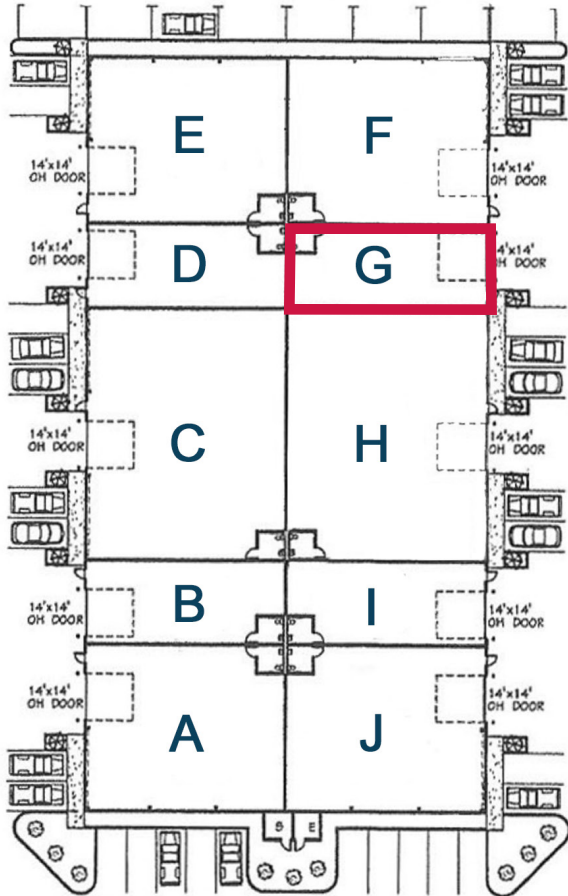 E
F
14'x14'
OH DOOR
14'x14'
OH DOOR
14'x14'
OH DOOR
D
G
4'x14'
H DOOR
C
H
14'x14'
OH DOOR
14'x14'
OH DOOR
B
I
14'x14'
OH DOOR
14'x14'
OH DOOR
14'x14'
OH DOOR
14'x14'
OH DOOR
A
J
S
E